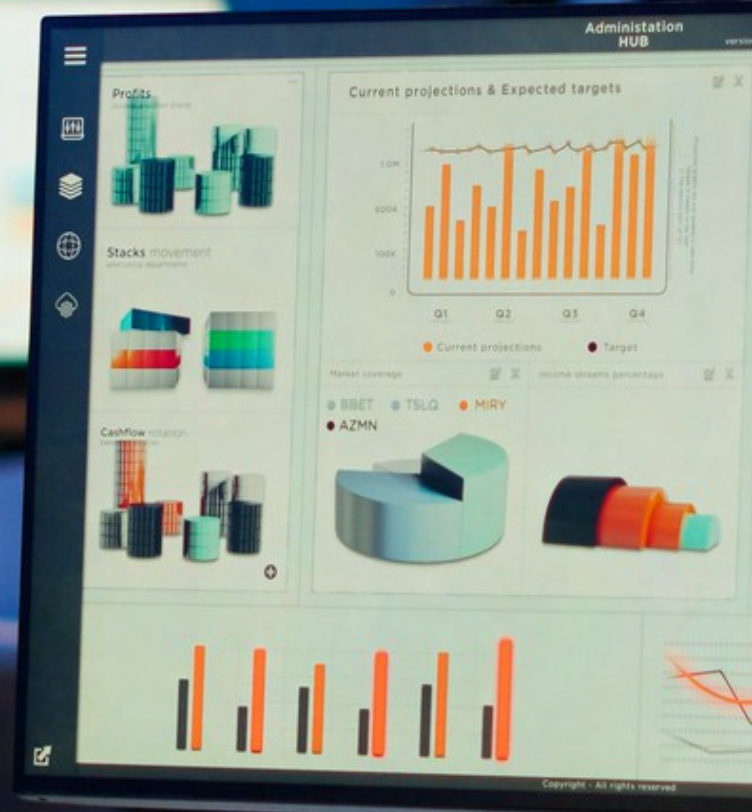 Administation
HUB
Profits
Current projections & Expected targets
1.0M
500K
100K
0
Q1 Q2 Q3 Q4
Current projections Target
Stacks movement
Market coverage
Income streams percentage
BBET TSLQ MIRY
AZMN
Cashflow rotation
Copyright - All rights reserved